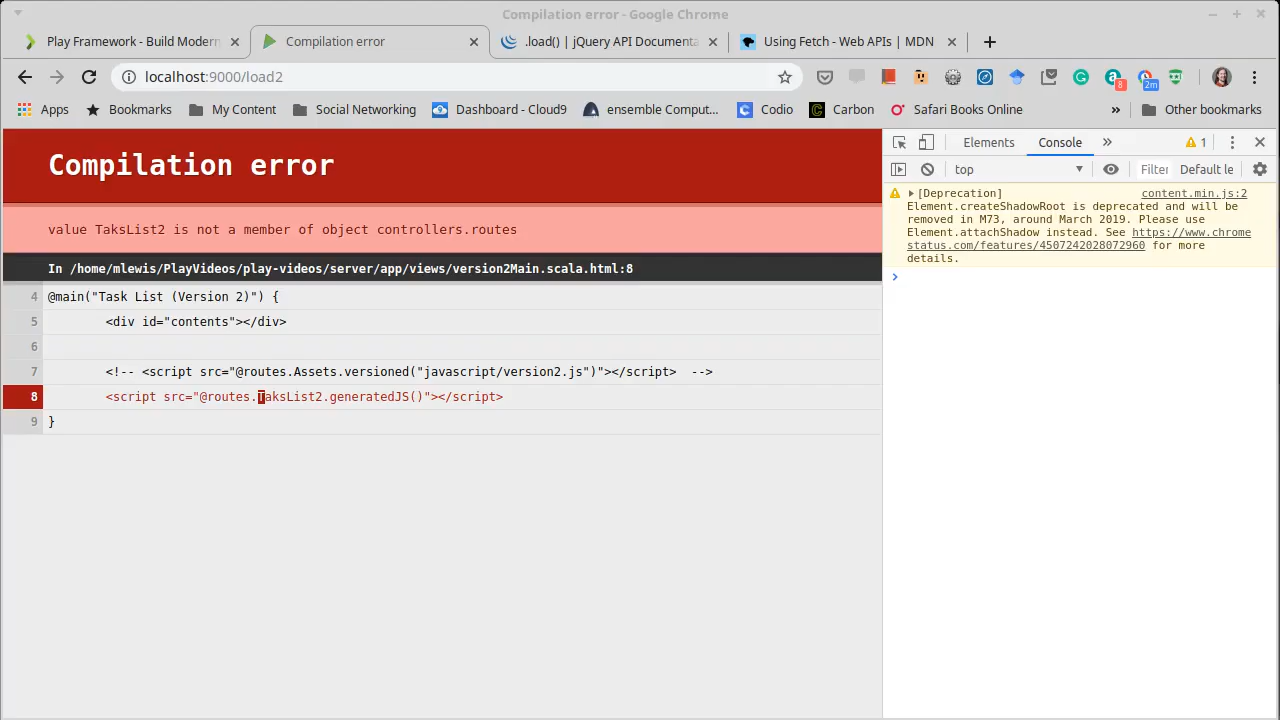 Compilation error - Google Chrome
Play Framework - Build Modern
Compilation error
.load() | jQuery API Documenta
Using Fetch - Web APIs | MDN
localhost:9000/load2
8
2m
Apps
Bookmarks
My Content
Social Networking
Dashboard - Cloud9
ensemble Comput...
Codio
Carbon
Safari Books Online
»
Other bookmarks
Compilation error
value TaksList2 is not a member of object controllers.routes
In /home/mlewis/PlayVideos/play-videos/server/app/views/version2Main.scala.html:8
4 @main("Task List (Version 2)") {
5 <div id="contents"></div>
6
7 <!-- <script src="@routes.Assets.versioned("javascript/version2.js")"></script>  -->
8 <script src="@routes.TaksList2.generatedJS()"></script>
9 }
Elements
Console
»
1
top
Filter
Default le
[Deprecation] content.min.js:2
Element.createShadowRoot is deprecated and will be
removed in M73, around March 2019. Please use
Element.attachShadow instead. See https://www.chrome
status.com/features/4507242028072960 for more
details.